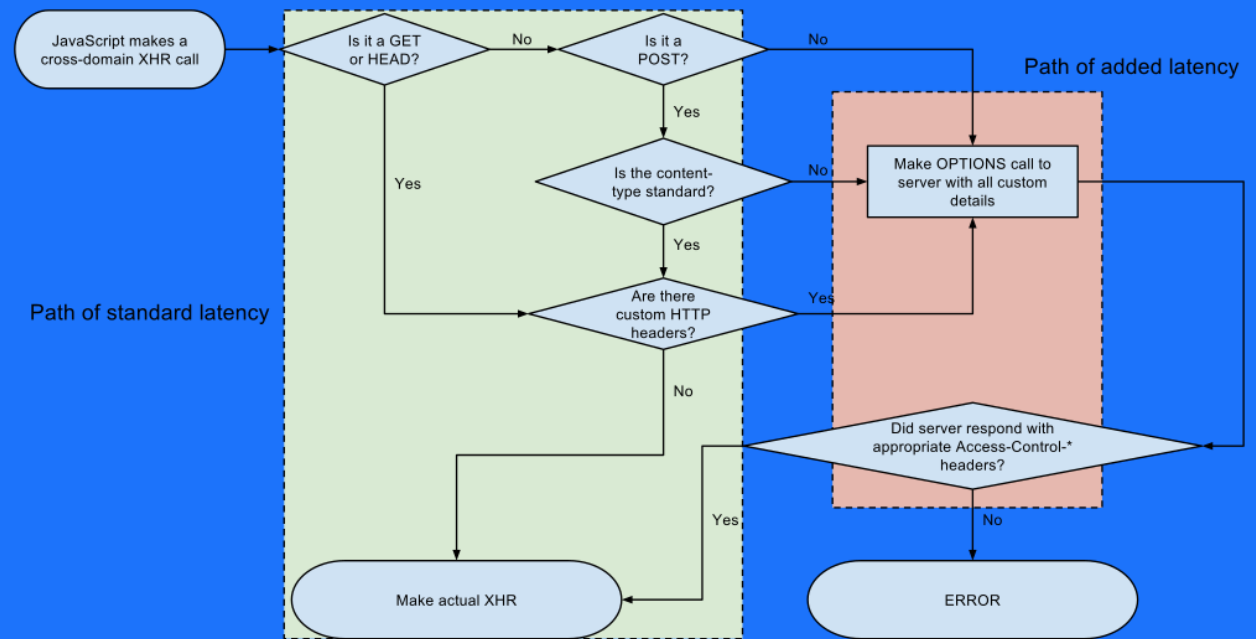 JavaScript makes a
cross-domain XHR call
Is it a GET
or HEAD?
No
Is it a
POST?
No
Path of added latency
Yes
Make OPTIONS call to
server with all custom
details
Is the content-
type standard?
No
Yes
Yes
Path of standard latency
Are there
custom HTTP
headers?
Yes
No
Did server respond with
appropriate Access-Control-*
headers?
Yes
No
Make actual XHR
ERROR